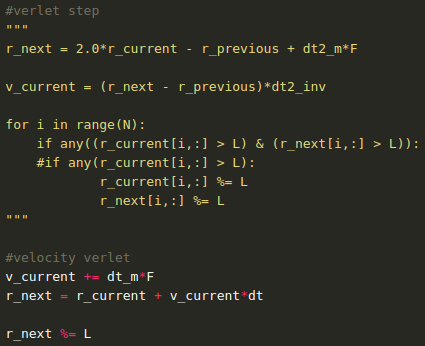 #verlet step
"""
r_next = 2.0*r_current - r_previous + dt2_m*F

v_current = (r_next - r_previous)*dt2_inv

for i in range(N):
    if any((r_current[i,:] > L) & (r_next[i,:] > L)):
    #if any(r_current[i,:] > L):
            r_current[i,:] %= L
            r_next[i,:] %= L
"""

#velocity verlet
v_current += dt_m*F
r_next = r_current + v_current*dt

r_next %= L